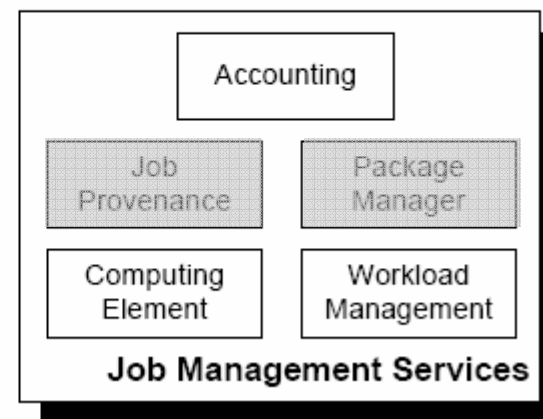 Accounting
Job
Provenance
Package
Manager
Computing
Element
Workload
Management
Job Management Services